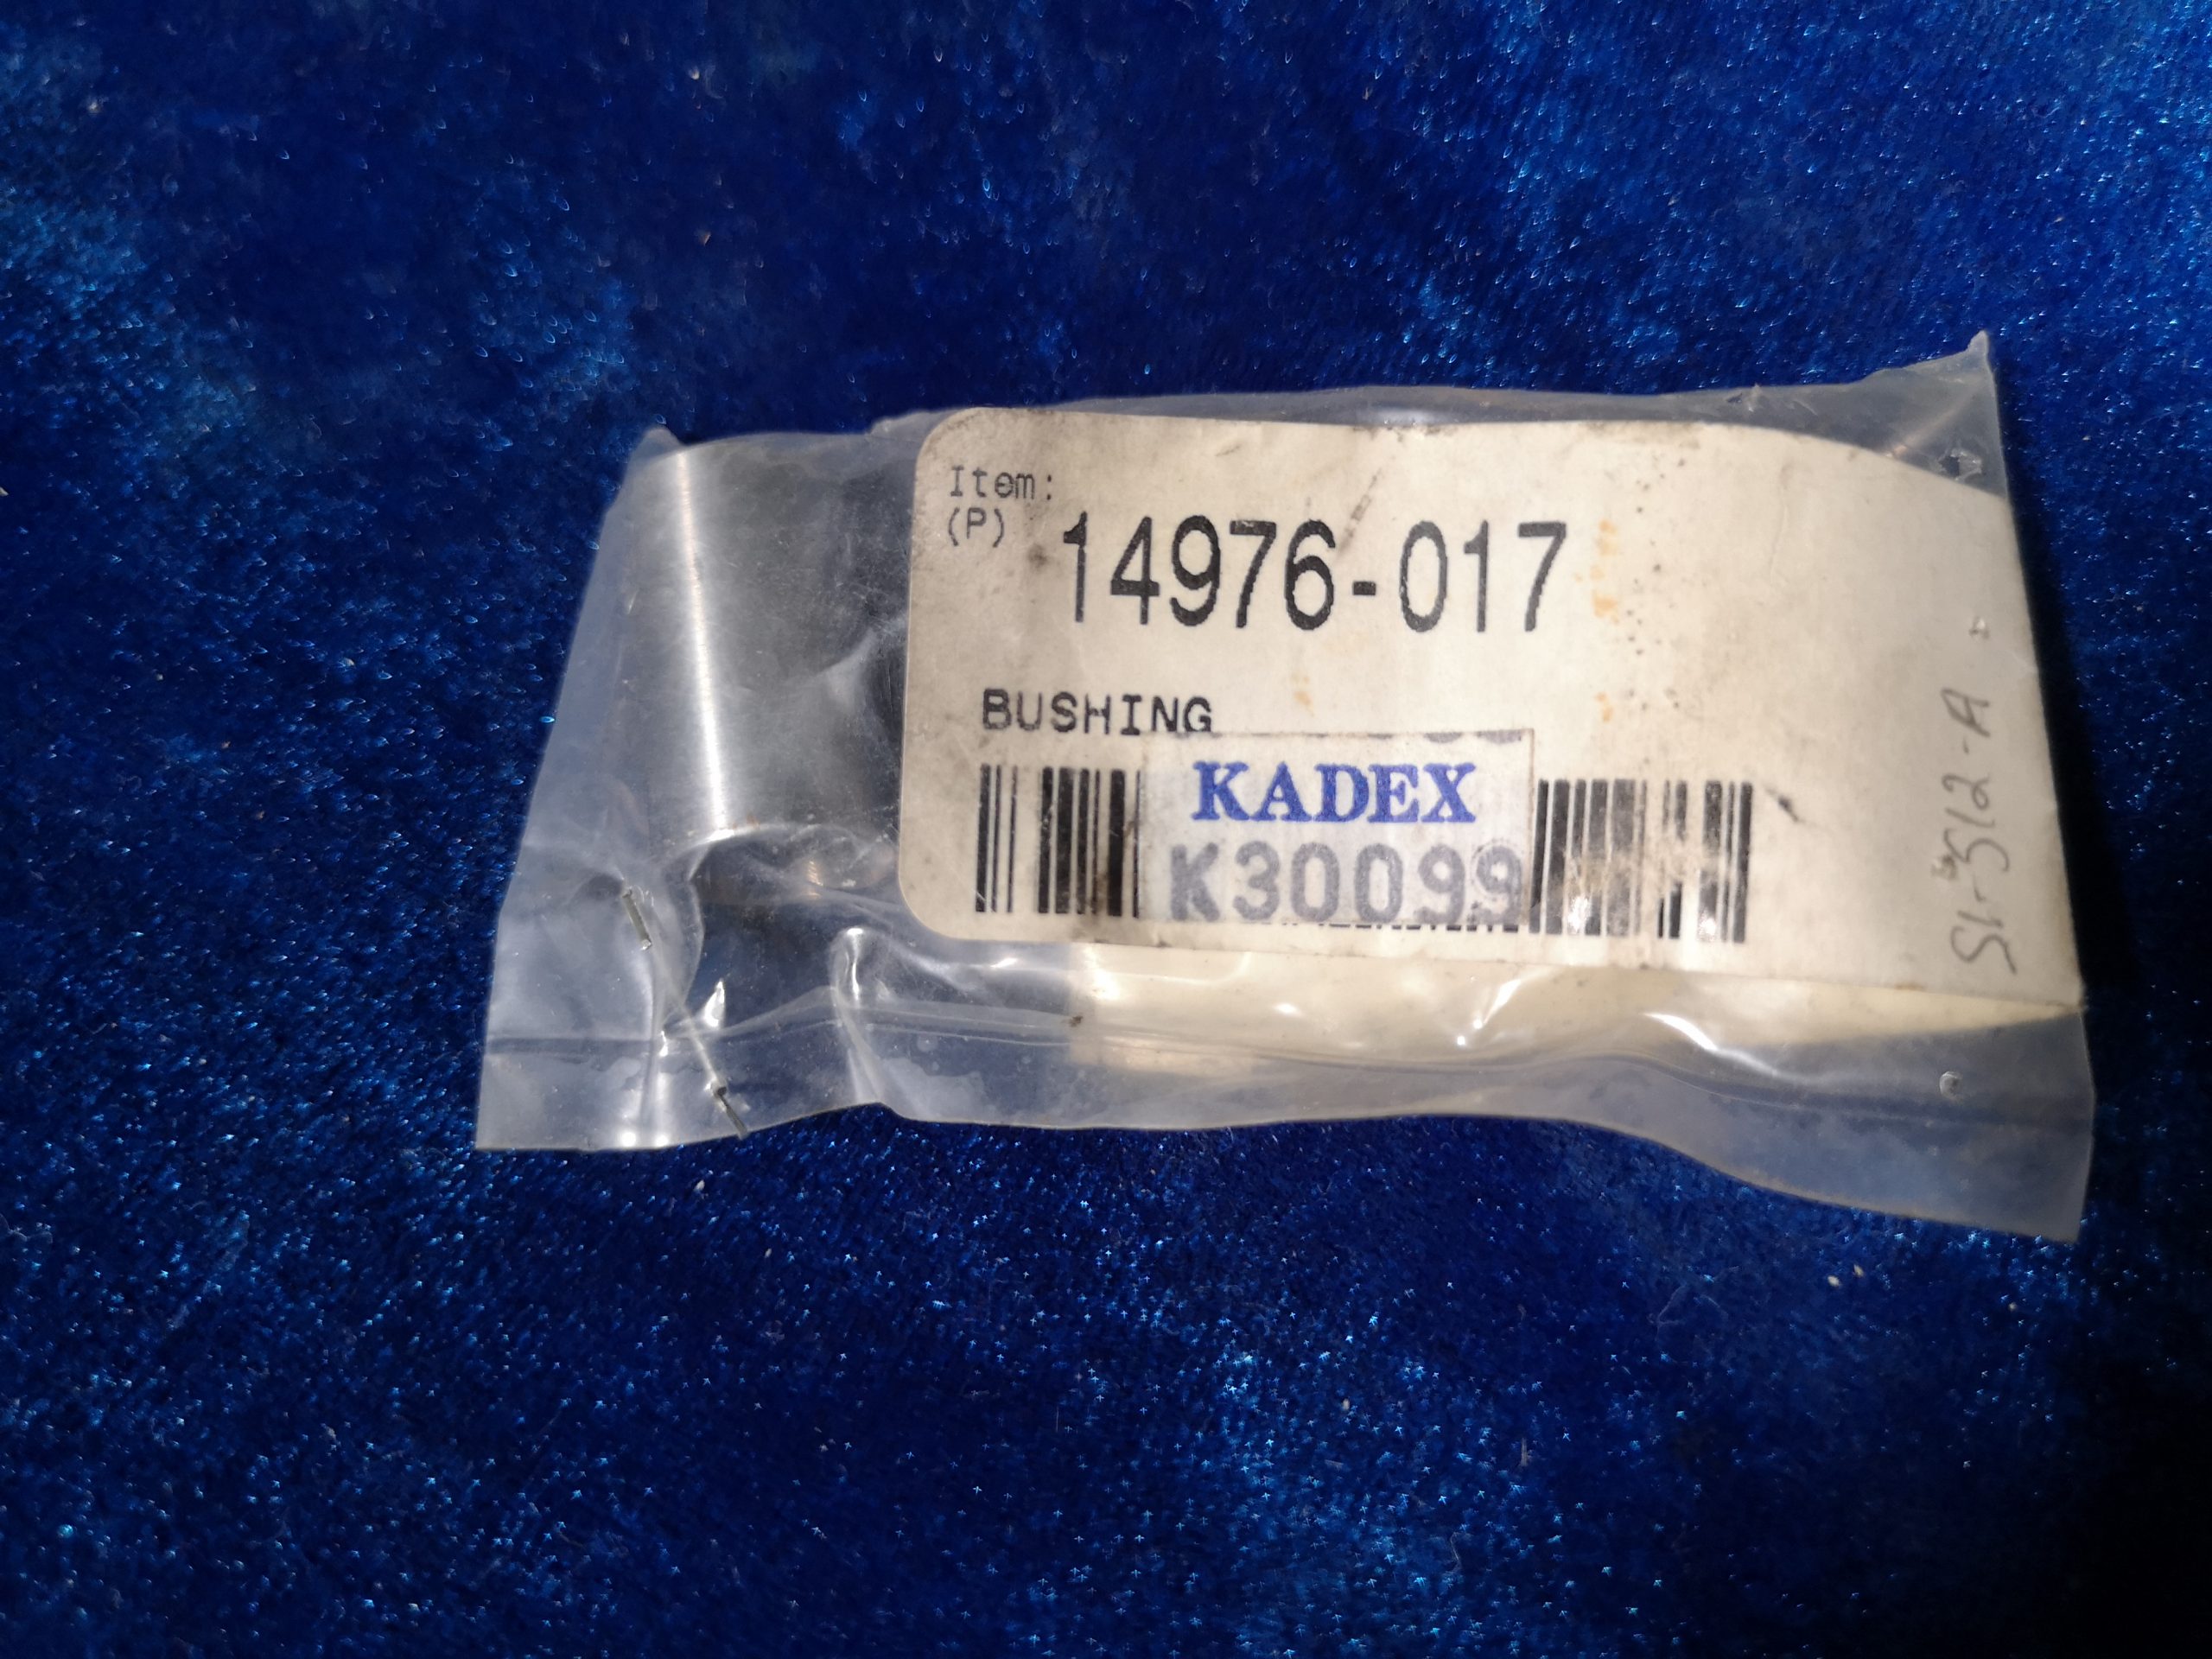 Item:
(P)
14976-017
BUSHING
KADEX
K30099